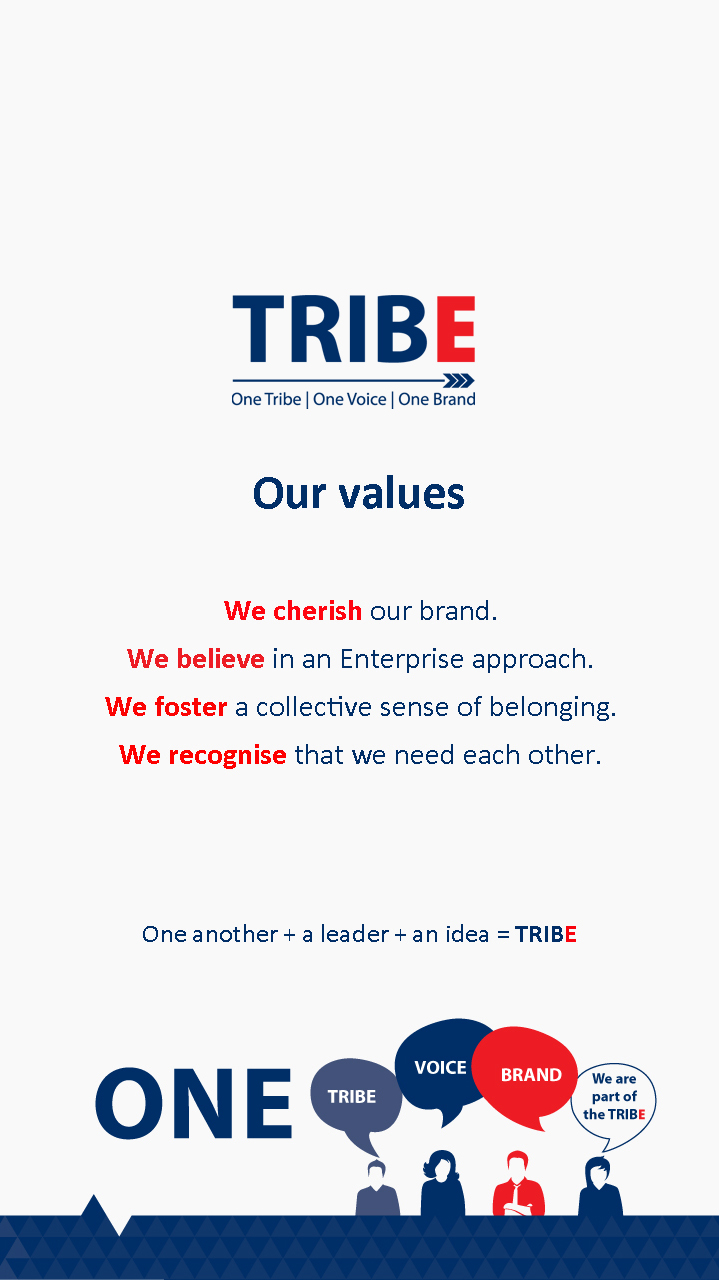 TRIBE
One Tribe | One Voice | One Brand
Our values
We cherish our brand.
We believe in an Enterprise approach.
We foster a collective sense of belonging.
We recognise that we need each other.
One another + a leader + an idea = TRIBE
ONE
TRIBE
VOICE
BRAND
We are
part of
the TRIBE